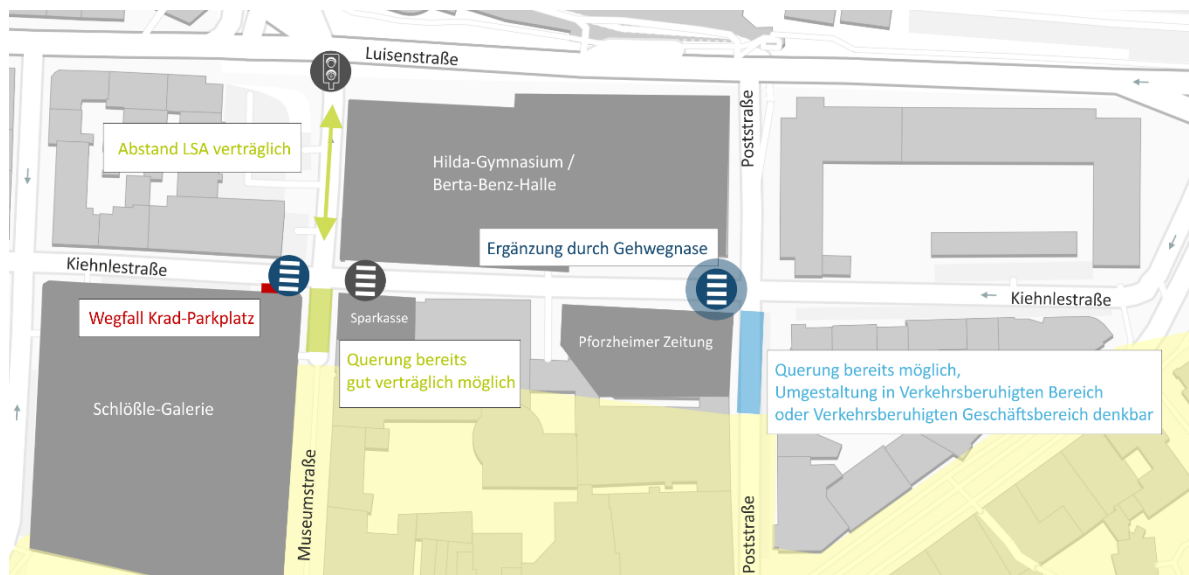 Luisenstraße
Poststraße
Abstand LSA verträglich
Hilda-Gymnasium /
Berta-Benz-Halle
Ergänzung durch Gehwegnase
Kiehnlestraße
Kiehnlestraße
Wegfall Krad-Parkplatz
Sparkasse
Pforzheimer Zeitung
Querung bereits
gut verträglich möglich
Querung bereits möglich,
Umgestaltung in Verkehrsberuhigten Bereich
oder Verkehrsberuhigten Geschäftsbereich denkbar
Schlößle-Galerie
Museumstraße
Poststraße